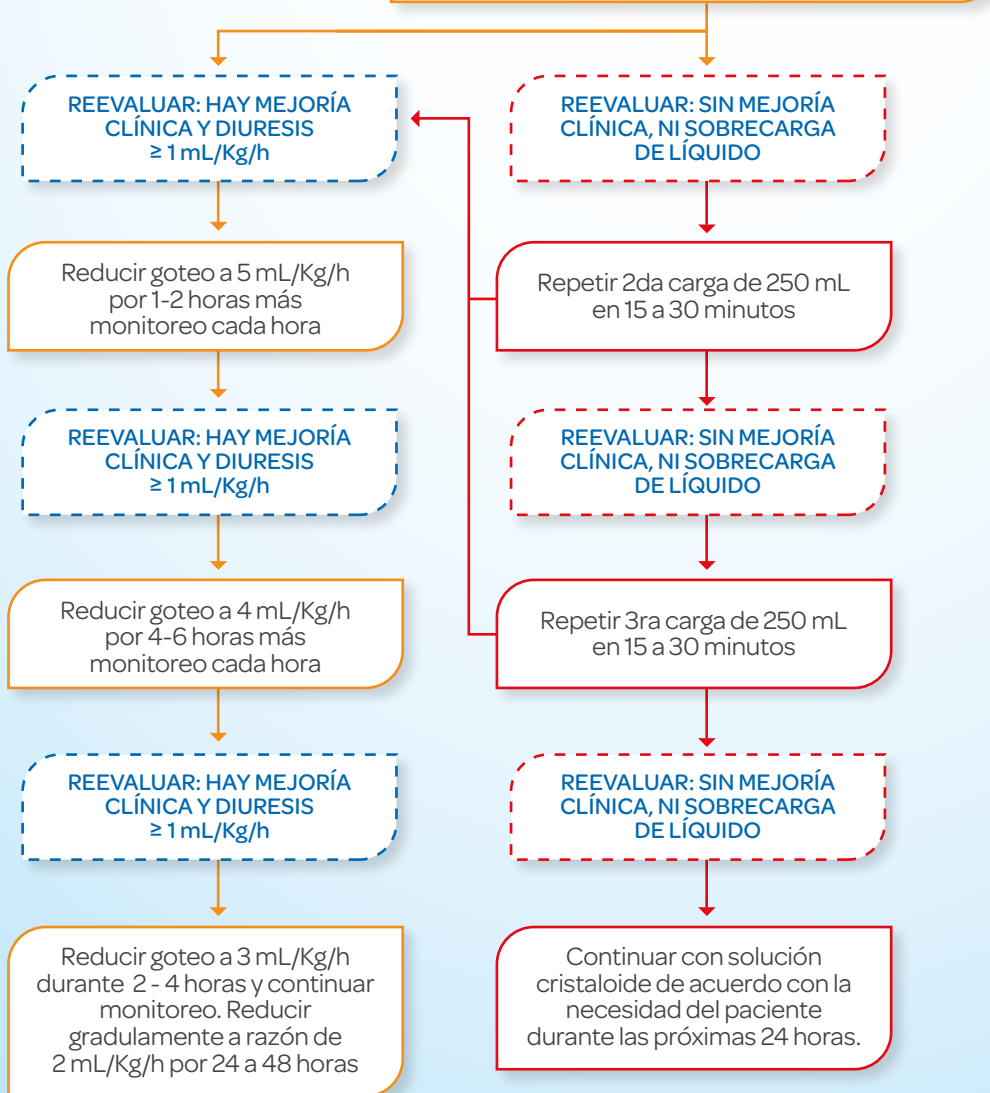 REEVALUAR: HAY MEJORÍA
CLÍNICA Y DIURESIS
≥ 1 mL/Kg/h
REEVALUAR: SIN MEJORÍA
CLÍNICA, NI SOBRECARGA
DE LÍQUIDO
Reducir goteo a 5 mL/Kg/h
por 1-2 horas más
monitoreo cada hora
Repetir 2da carga de 250 mL
en 15 a 30 minutos
REEVALUAR: HAY MEJORÍA
CLÍNICA Y DIURESIS
≥ 1 mL/Kg/h
REEVALUAR: SIN MEJORÍA
CLÍNICA, NI SOBRECARGA
DE LÍQUIDO
Reducir goteo a 4 mL/Kg/h
por 4-6 horas más
monitoreo cada hora
Repetir 3ra carga de 250 mL
en 15 a 30 minutos
REEVALUAR: HAY MEJORÍA
CLÍNICA Y DIURESIS
≥ 1 mL/Kg/h
REEVALUAR: SIN MEJORÍA
CLÍNICA, NI SOBRECARGA
DE LÍQUIDO
Reducir goteo a 3 mL/Kg/h
durante 2 - 4 horas y continuar
monitoreo. Reducir
gradulamente a razón de
2 mL/Kg/h por 24 a 48 horas
Continuar con solución
cristaloide de acuerdo con la
necesidad del paciente
durante las próximas 24 horas.